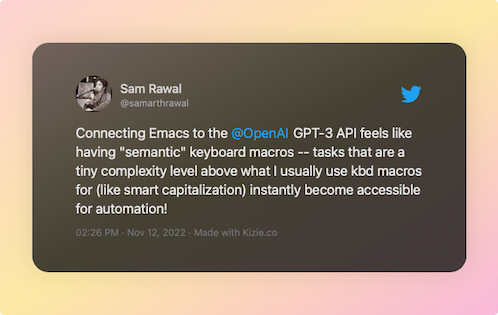 Sam Rawal
@samarthrawal
Connecting Emacs to the @OpenAI GPT-3 API feels like
having "semantic" keyboard macros -- tasks that are a
tiny complexity level above what I usually use kbd macros
for (like smart capitalization) instantly become accessible
for automation!
02:26 PM · Nov 12, 2022 · Made with Kizie.co